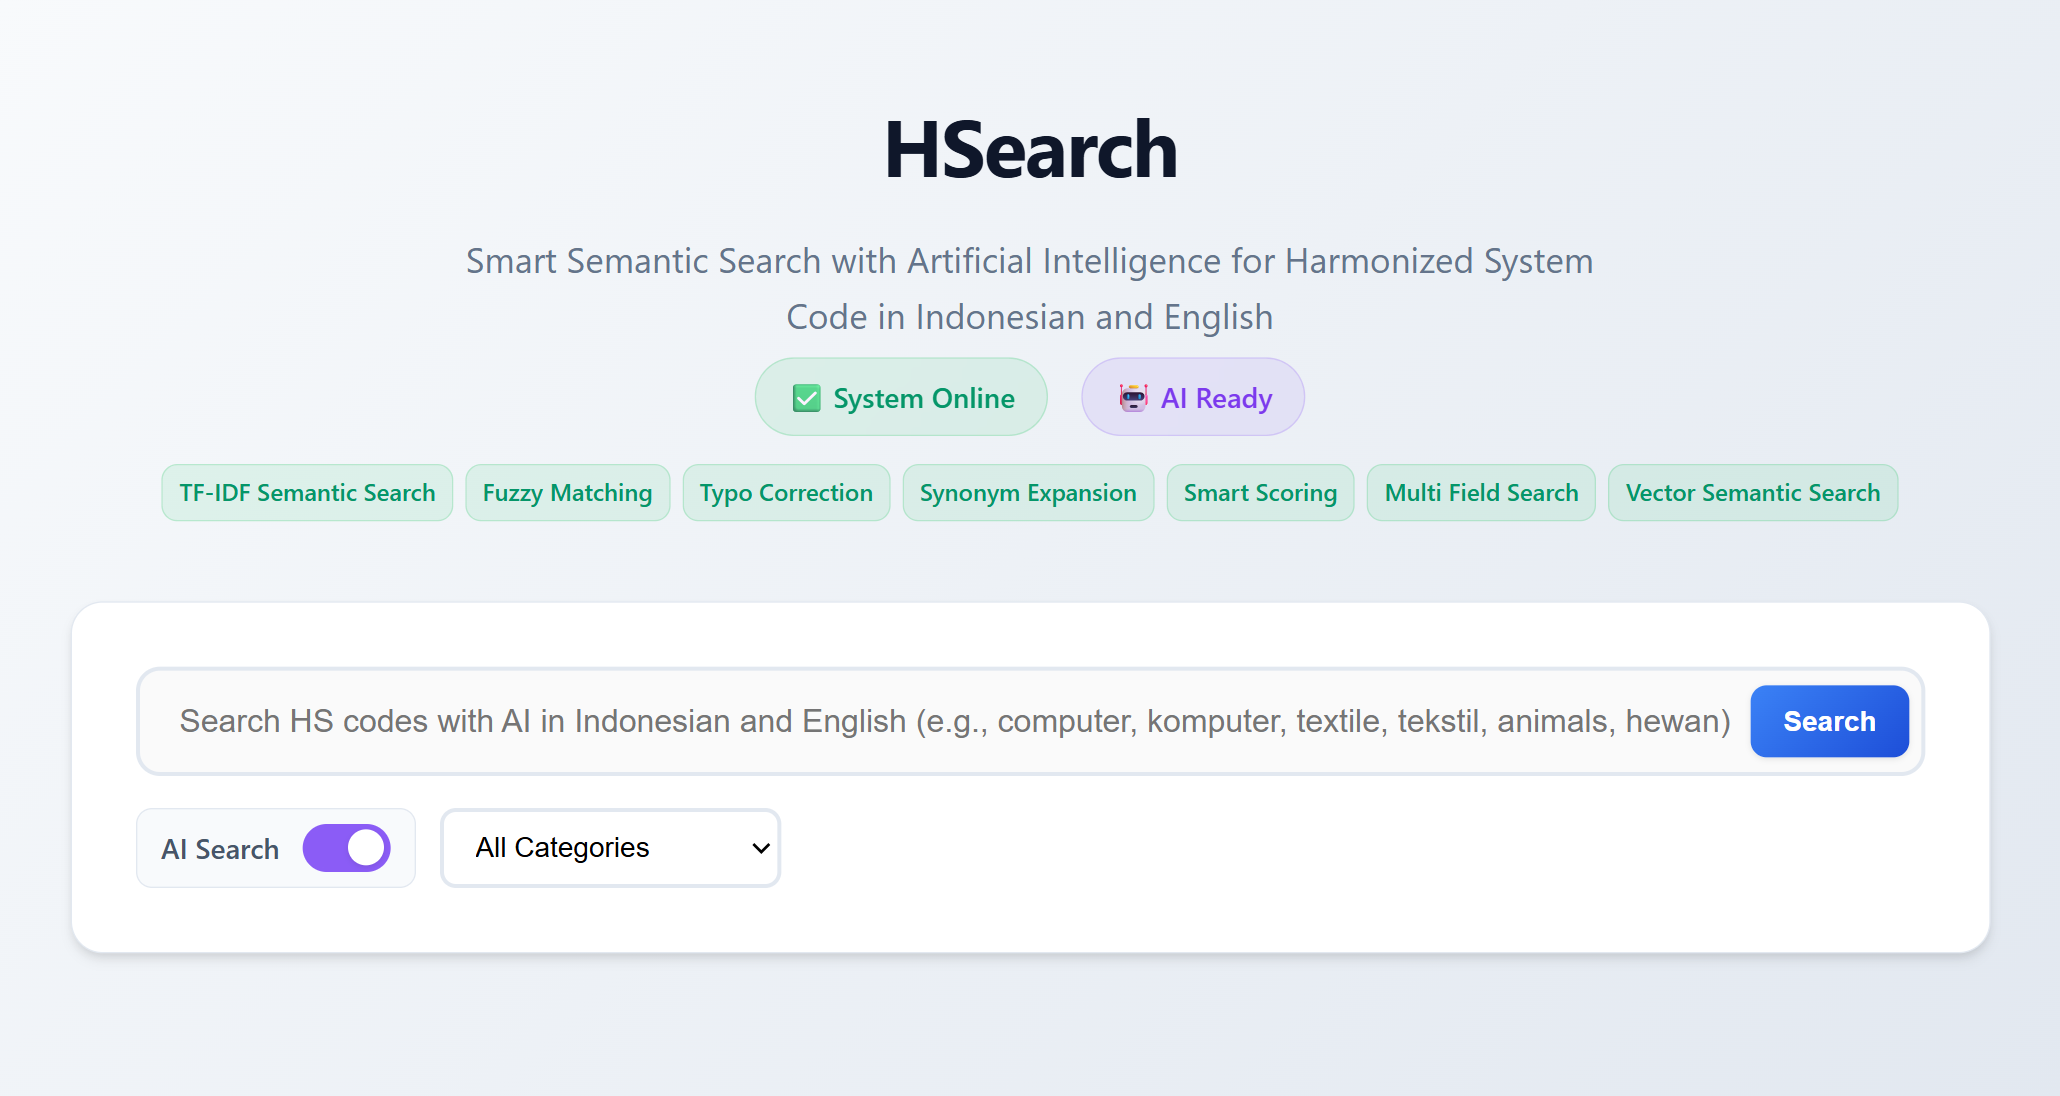 HSearch
Smart Semantic Search with Artificial Intelligence for Harmonized System
Code in Indonesian and English
✅ System Online
🤖 AI Ready
TF-IDF Semantic Search
Fuzzy Matching
Typo Correction
Synonym Expansion
Smart Scoring
Multi Field Search
Vector Semantic Search
Search HS codes with AI in Indonesian and English (e.g., computer, komputer, textile, tekstil, animals, hewan)
Search
AI Search
All Categories